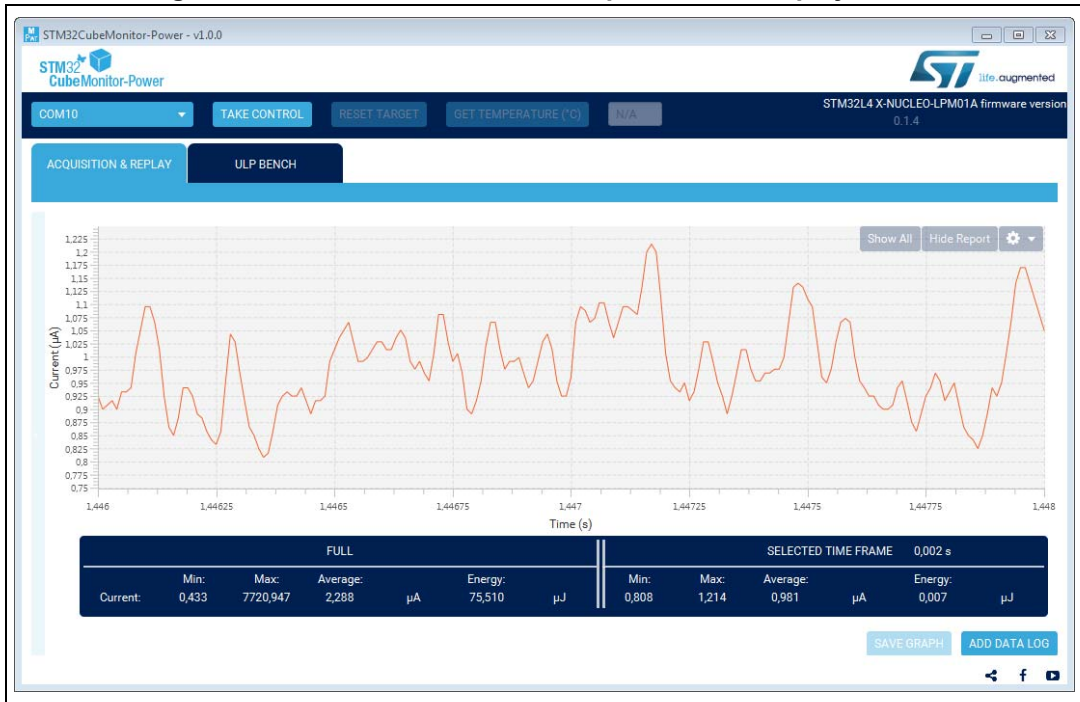 STM32CubeMonitor-Power - v1.0.0
STM32
CubeMonitor-Power
life.augmented
COM10 TAKE CONTROL RESET TARGET GET TEMPERATURE (°C) N/A
STM32L4 X-NUCLEO-LPM01A firmware version
0.1.4
ACQUISITION & REPLAY ULP BENCH
Show All Hide Report
Current (µA)
1,225
1,2
1,175
1,15
1,125
1,1
1,075
1,05
1,025
1
0,975
0,95
0,925
0,9
0,875
0,85
0,825
0,8
0,775
0,75
1,446 1,44625 1,4465 1,44675 1,447 1,44725 1,4475 1,44775 1,448
Time (s)
FULL SELECTED TIME FRAME 0,002 s
Min: Max: Average: Energy: Min: Max: Average: Energy:
Current: 0,433 7720,947 2,288 µA 75,510 µJ 0,808 1,214 0,981 µA 0,007 µJ
SAVE GRAPH ADD DATA LOG